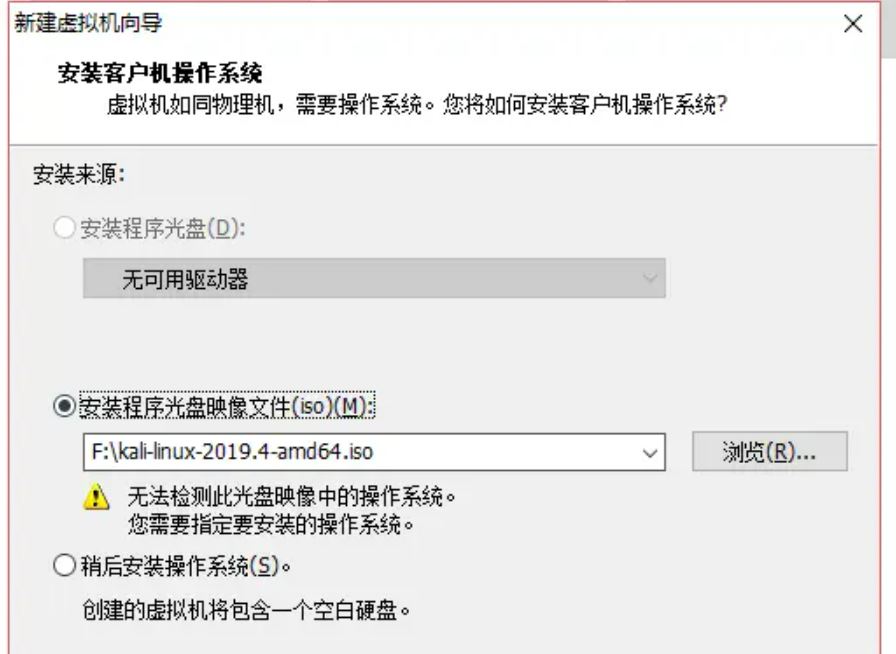 新建虚拟机向导
安装客户机操作系统
虚拟机如同物理机，需要操作系统。您将如何安装客户机操作系统?
安装来源:
安装程序光盘(D):
无可用驱动器
安装程序光盘映像文件(iso)(M):
F:\kali-linux-2019.4-amd64.iso
浏览(R)...
无法检测此光盘映像中的操作系统。
您需要指定要安装的操作系统。
稍后安装操作系统(S)。
创建的虚拟机将包含一个空白硬盘。